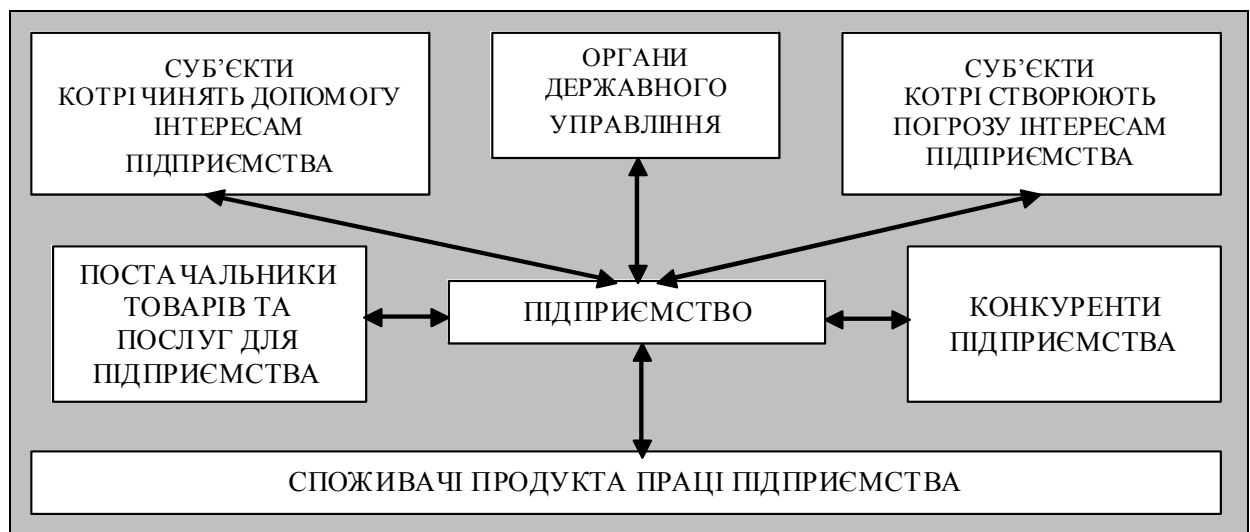 СУБ’ЄКТИ
КОТРІ ЧИНЯТЬ ДОПОМОГУ
ІНТЕРЕСАМ
ПІДПРИЄМСТВА
ОРГАНИ
ДЕРЖАВНОГО
УПРАВЛІННЯ
СУБ’ЄКТИ
КОТРІ СТВОРЮЮТЬ
ПОГРОЗУ ІНТЕРЕСАМ
ПІДПРИЄМСТВА
ПОСТАЧАЛЬНИКИ
ТОВАРІВ ТА
ПОСЛУГ ДЛЯ
ПІДПРИЄМСТВА
ПІДПРИЄМСТВО
КОНКУРЕНТИ
ПІДПРИЄМСТВА
СПОЖИВАЧІ ПРОДУКТА ПРАЦІ ПІДПРИЄМСТВА